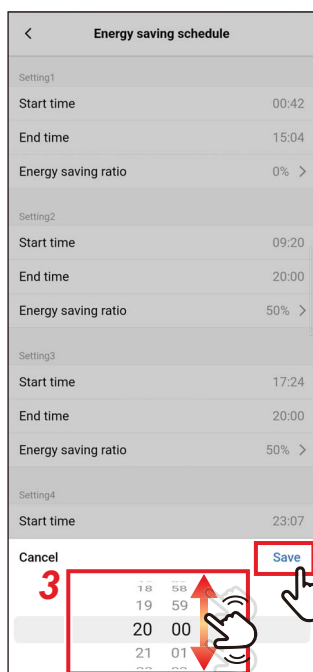 < Energy saving schedule
Setting1
Start time 00:42
End time 15:04
Energy saving ratio 0% >
Setting2
Start time 09:20
End time 20:00
Energy saving ratio 50% >
Setting3
Start time 17:24
End time 20:00
Energy saving ratio 50% >
Setting4
Start time 23:07
Cancel Save
3
18 58
19 59
20 00
21 01